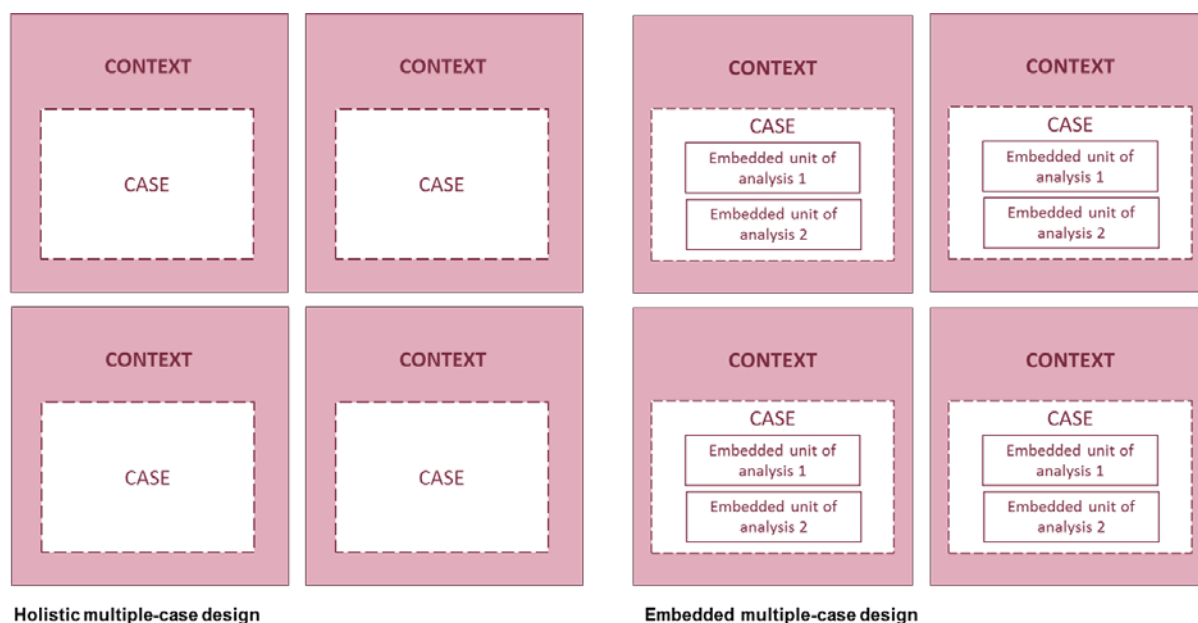 CONTEXT
CASE
CONTEXT
CASE
CONTEXT
CASE
CONTEXT
CASE
Holistic multiple-case design
CONTEXT
CASE
Embedded unit of
analysis 1
Embedded unit of
analysis 2
CONTEXT
CASE
Embedded unit of
analysis 1
Embedded unit of
analysis 2
CONTEXT
CASE
Embedded unit of
analysis 1
Embedded unit of
analysis 2
CONTEXT
CASE
Embedded unit of
analysis 1
Embedded unit of
analysis 2
Embedded multiple-case design